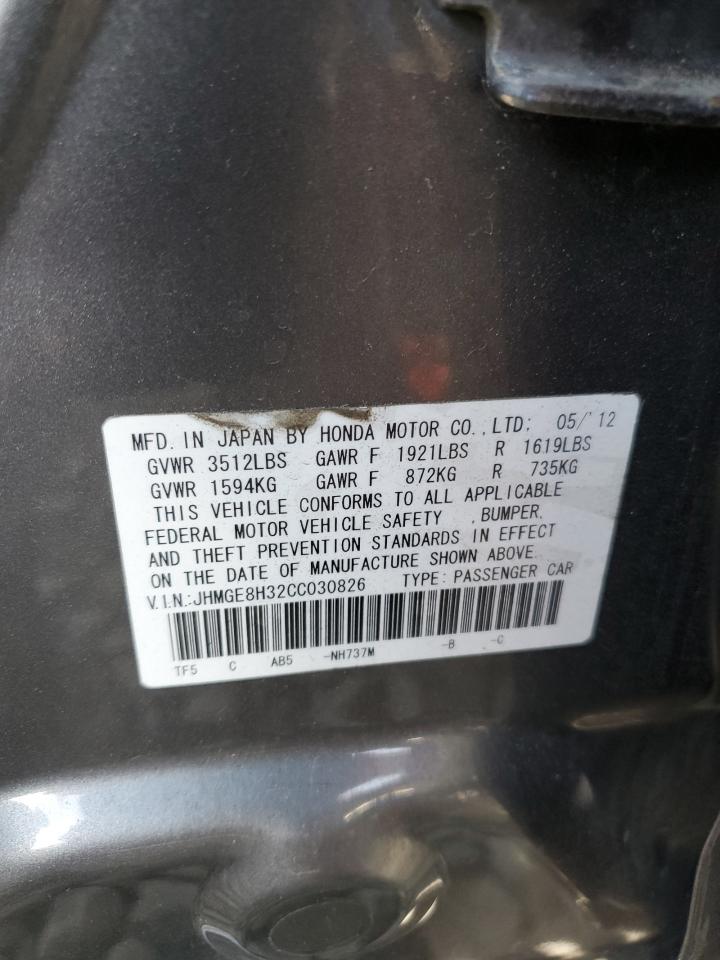 MFD. IN JAPAN BY HONDA MOTOR CO., LTD; 05/'12
GVWR 3512LBS GAWR F 1921LBS R 1619LBS
GVWR 1594KG GAWR F 872KG R 735KG
THIS VEHICLE CONFORMS TO ALL APPLICABLE
FEDERAL MOTOR VEHICLE SAFETY , BUMPER,
AND THEFT PREVENTION STANDARDS IN EFFECT
ON THE DATE OF MANUFACTURE SHOWN ABOVE.
V.I.N.:JHMGE8H32CC030826 TYPE: PASSENGER CAR
TF5 C AB5 -NH737M -B -C